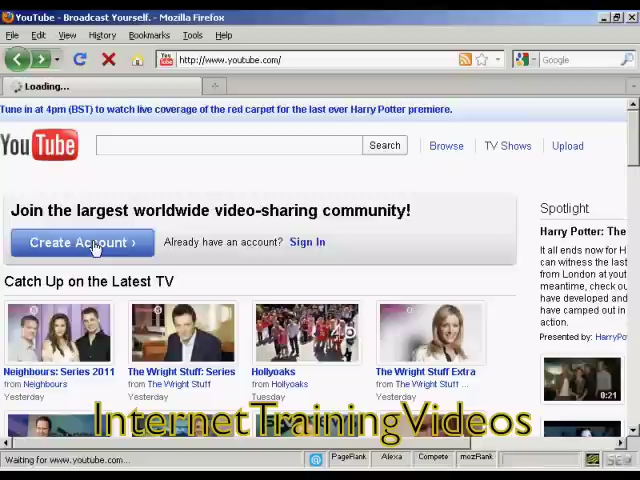 YouTube - Broadcast Yourself. - Mozilla Firefox
File Edit View History Bookmarks Tools Help
You Tube http://www.youtube.com/ Google
Loading...
Tune in at 4pm (BST) to watch live coverage of the red carpet for the last ever Harry Potter premiere.
You Tube Search Browse TV Shows Upload
Join the largest worldwide video-sharing community!
Create Account › Already have an account? Sign In
Catch Up on the Latest TV
Neighbours: Series 2011 The Wright Stuff: Series Hollyoaks The Wright Stuff Extra
from Neighbours from The Wright Stuff from Hollyoaks from The Wright Stuff ...
Yesterday Yesterday Tuesday Yesterday
Spotlight
Harry Potter: The
It all ends now for H
can witness the last
from London at yout
meantime, check ou
have developed and
have camped out in
action.
Presented by: HarryPo
0:21
InternetTrainingVideos
Waiting for www.youtube.com... PageRank Alexa Compete mozRank